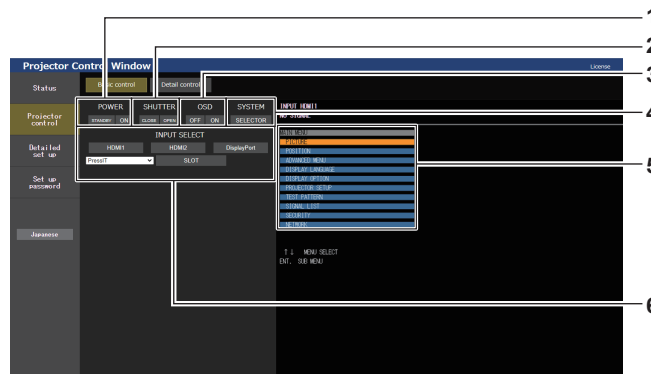 1
2
3
4
5
6
Projector Control Window
License
Status
Basic control
Detail control
Projector
control
Detailed
set up
Set up
password
Japanese
POWER
STANDBY ON
SHUTTER
CLOSE OPEN
OSD
OFF ON
SYSTEM
SELECTOR
INPUT SELECT
HDMI1 HDMI2 DisplayPort
PressIT SLOT
INPUT HDMI1
NO SIGNAL
MAIN MENU
PICTURE
POSITION
ADVANCED MENU
DISPLAY LANGUAGE
DISPLAY OPTION
PROJECTOR SETUP
TEST PATTERN
SIGNAL LIST
SECURITY
NETWORK
↑↓ MENU SELECT
ENT. SUB MENU